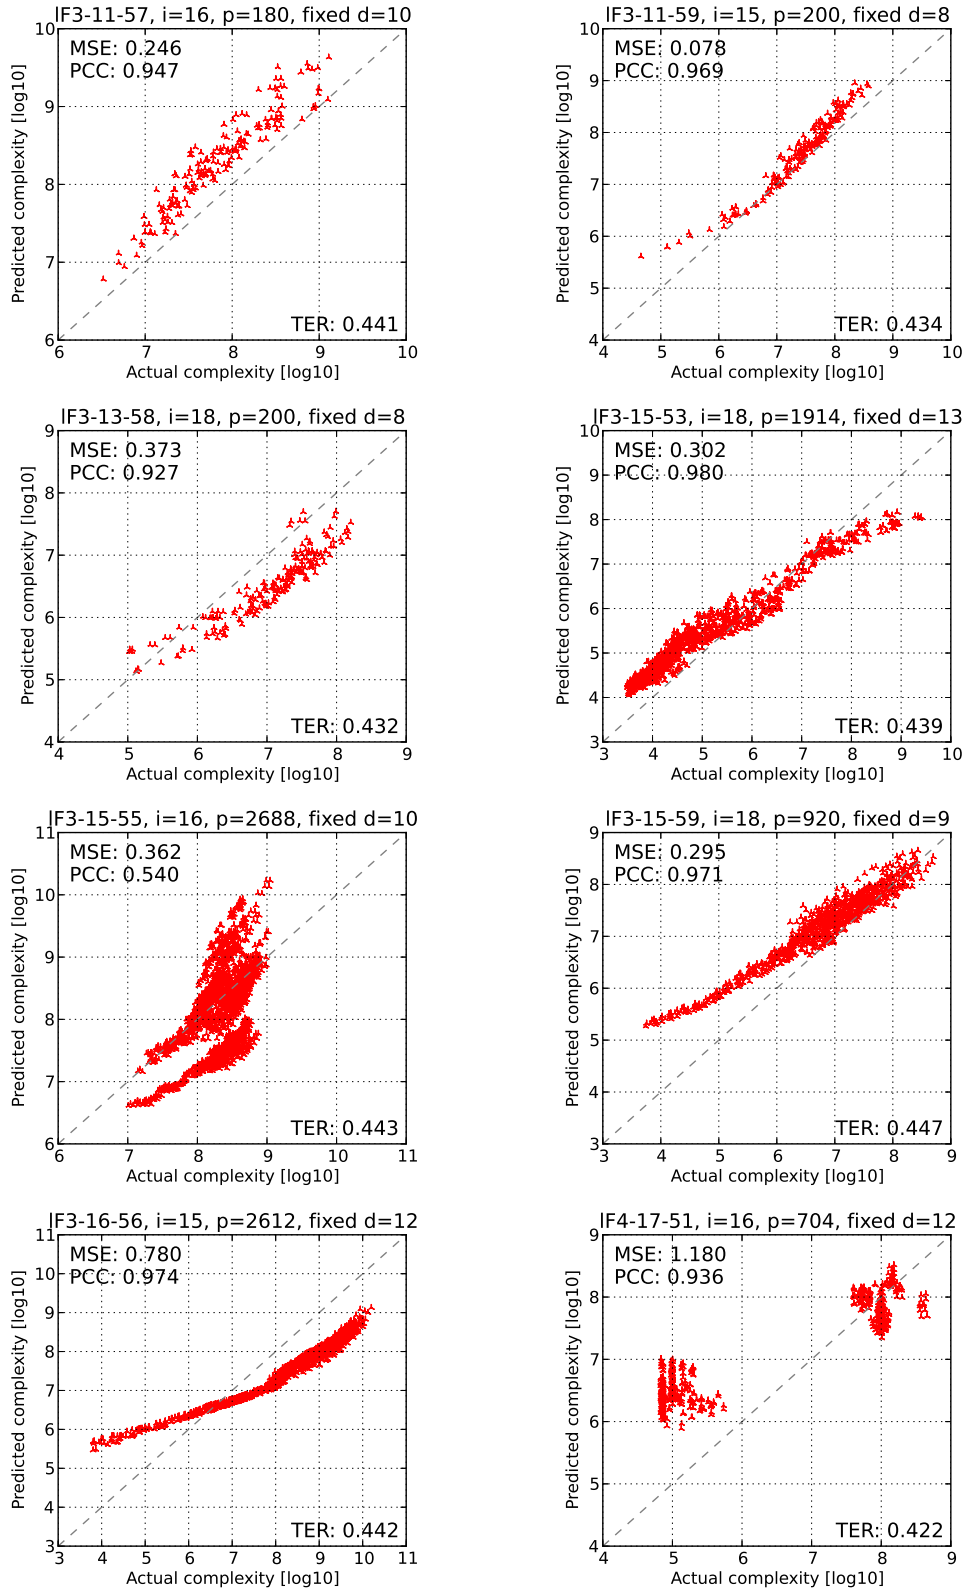 lF3-11-57, i=16, p=180, fixed d=10
MSE: 0.246
PCC: 0.947
Predicted complexity [log10]
10
9
8
7
6
TER: 0.441
6 7 8 9 10
Actual complexity [log10]
lF3-11-59, i=15, p=200, fixed d=8
MSE: 0.078
PCC: 0.969
Predicted complexity [log10]
10
9
8
7
6
5
4
TER: 0.434
4 5 6 7 8 9 10
Actual complexity [log10]
lF3-13-58, i=18, p=200, fixed d=8
MSE: 0.373
PCC: 0.927
Predicted complexity [log10]
9
8
7
6
5
4
TER: 0.432
4 5 6 7 8 9
Actual complexity [log10]
lF3-15-53, i=18, p=1914, fixed d=13
MSE: 0.302
PCC: 0.980
Predicted complexity [log10]
10
9
8
7
6
5
4
3
TER: 0.439
3 4 5 6 7 8 9 10
Actual complexity [log10]
lF3-15-55, i=16, p=2688, fixed d=10
MSE: 0.362
PCC: 0.540
Predicted complexity [log10]
11
10
9
8
7
6
TER: 0.443
6 7 8 9 10 11
Actual complexity [log10]
lF3-15-59, i=18, p=920, fixed d=9
MSE: 0.295
PCC: 0.971
Predicted complexity [log10]
9
8
7
6
5
4
3
TER: 0.447
3 4 5 6 7 8 9
Actual complexity [log10]
lF3-16-56, i=15, p=2612, fixed d=12
MSE: 0.780
PCC: 0.974
Predicted complexity [log10]
11
10
9
8
7
6
5
4
3
TER: 0.442
3 4 5 6 7 8 9 10 11
Actual complexity [log10]
lF4-17-51, i=16, p=704, fixed d=12
MSE: 1.180
PCC: 0.936
Predicted complexity [log10]
9
8
7
6
5
4
TER: 0.422
4 5 6 7 8 9
Actual complexity [log10]